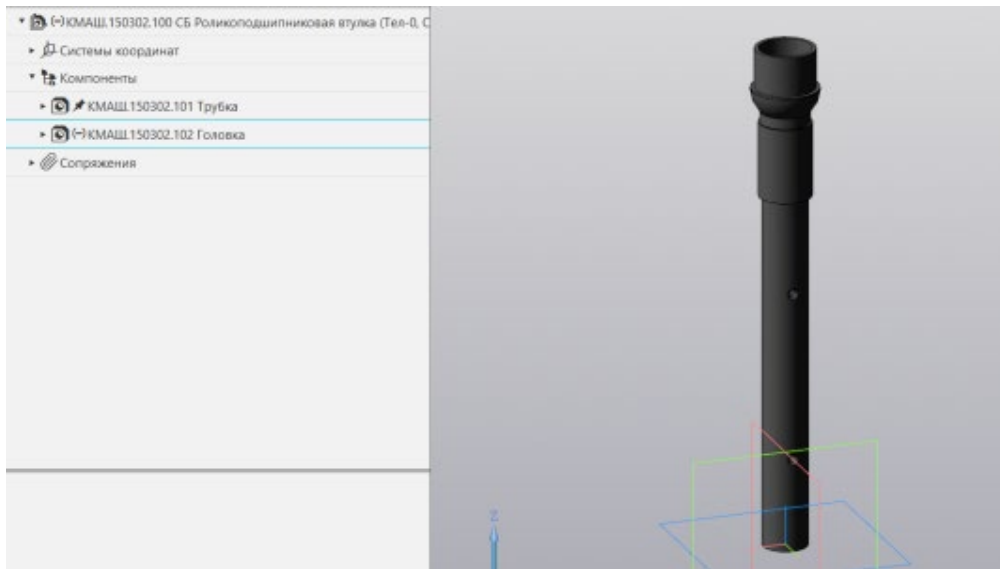 (-)КМАШ.150302.100 СБ Роликоподшипниковая втулка (Тел-0, С
Системы координат
Компоненты
КМАШ.150302.101 Трубка
(-)КМАШ.150302.102 Головка
Сопряжения
Z